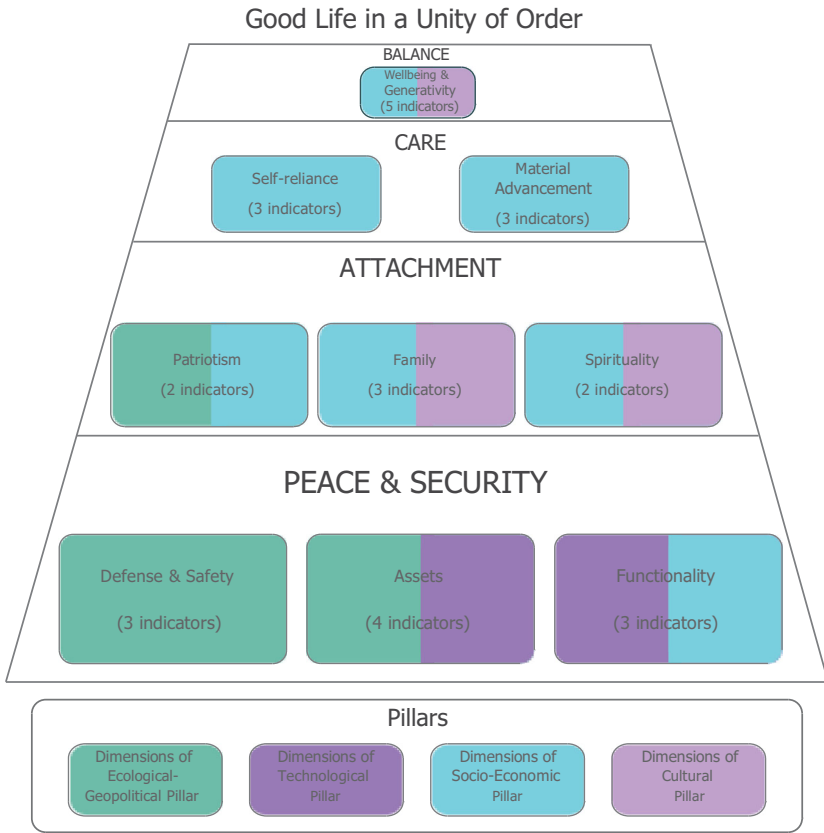 Good Life in a Unity of Order
BALANCE
Wellbeing &
Generativity
(5 indicators)
CARE
Self-reliance
(3 indicators)
Material
Advancement
(3 indicators)
ATTACHMENT
Patriotism
(2 indicators)
Family
(3 indicators)
Spirituality
(2 indicators)
PEACE & SECURITY
Defense & Safety
(3 indicators)
Assets
(4 indicators)
Functionality
(3 indicators)
Pillars
Dimensions of
Ecological-
Geopolitical Pillar
Dimensions of
Technological
Pillar
Dimensions of
Socio-Economic
Pillar
Dimensions of
Cultural
Pillar